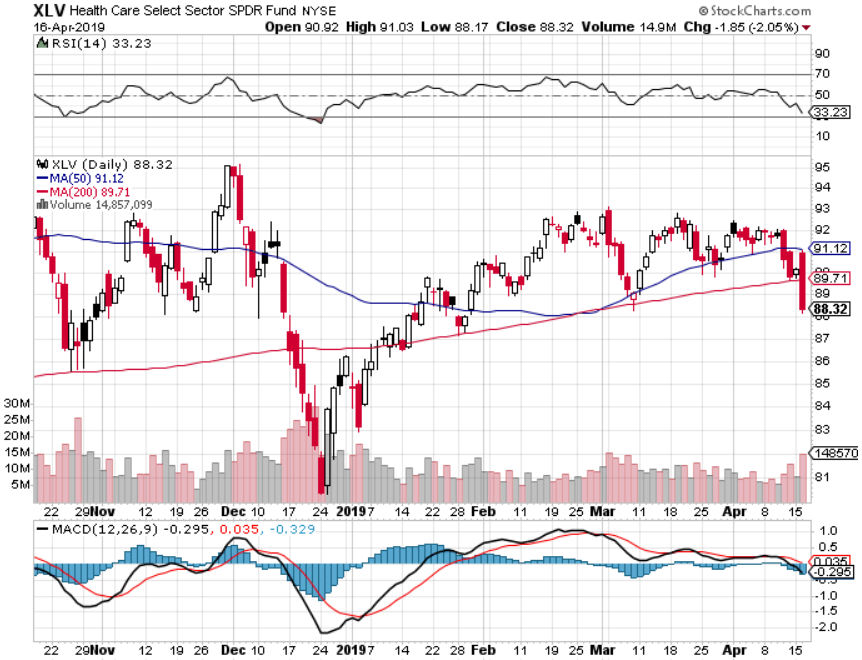 XLV Health Care Select Sector SPDR Fund NYSE © StockCharts.com
16-Apr-2019 Open 90.92 High 91.03 Low 88.17 Close 88.32 Volume 14.9M Chg -1.85 (-2.05%)
RSI(14) 33.23
90
70
50
33.23
10
XLV (Daily) 88.32
MA(50) 91.12
MA(200) 89.71
Volume 14,857,099
95
94
93
92
91.12
89.71
89
88.32
87
86
85
84
83
81
30M
25M
20M
15M
10M
5M
148570
22 29 Nov 12 19 26 Dec 10 17 24 2019 7 14 22 28 Feb 11 19 25 Mar 11 18 25 Apr 8 15
MACD(12,26,9) -0.295, 0.035, -0.329
1.0
0.5
0.035
-0.295
-0.5
-1.0
-1.5
-2.0
22 29 Nov 12 19 26 Dec 10 17 24 2019 7 14 22 28 Feb 11 19 25 Mar 11 18 25 Apr 8 15